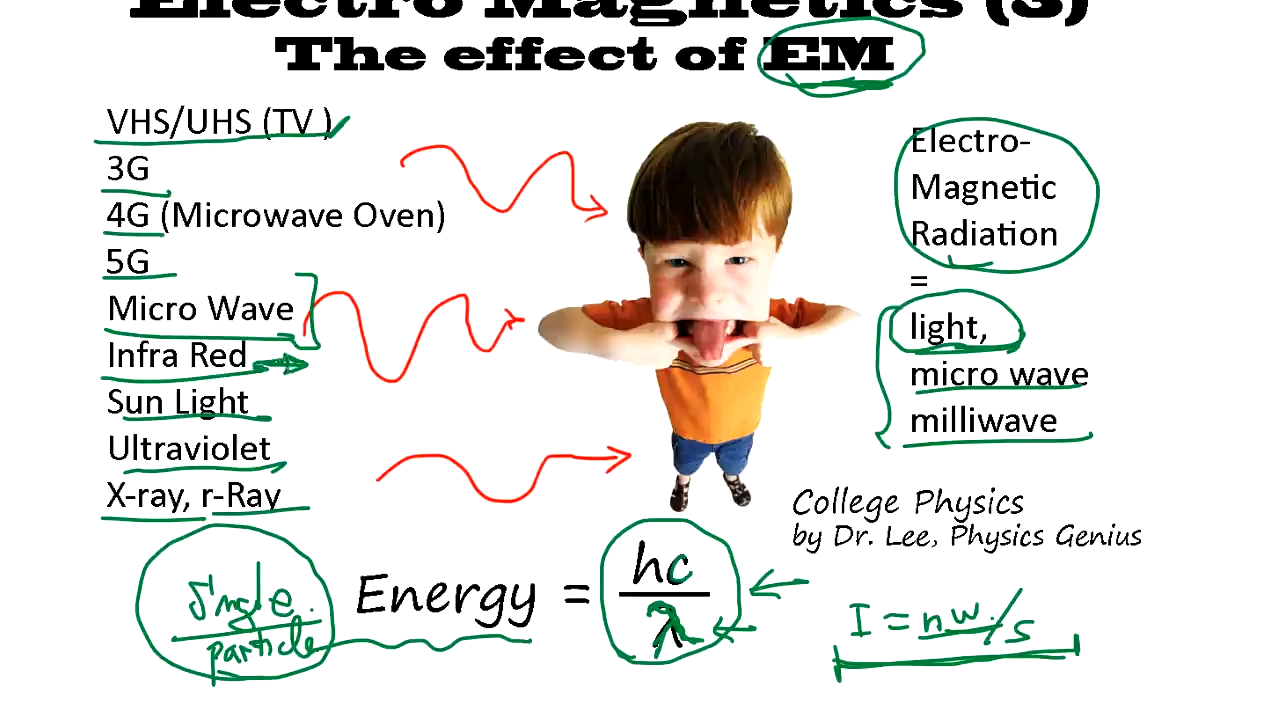 Electro Magnetics (3)
The effect of EM
VHS/UHS (TV )
3G
4G (Microwave Oven)
5G
Micro Wave
Infra Red
Sun Light
Ultraviolet
X-ray, r-Ray
Electro-
Magnetic
Radiation
=
light,
micro wave
milliwave
College Physics
by Dr. Lee, Physics Genius
single
particle
Energy = hc/λ
I = nw/s